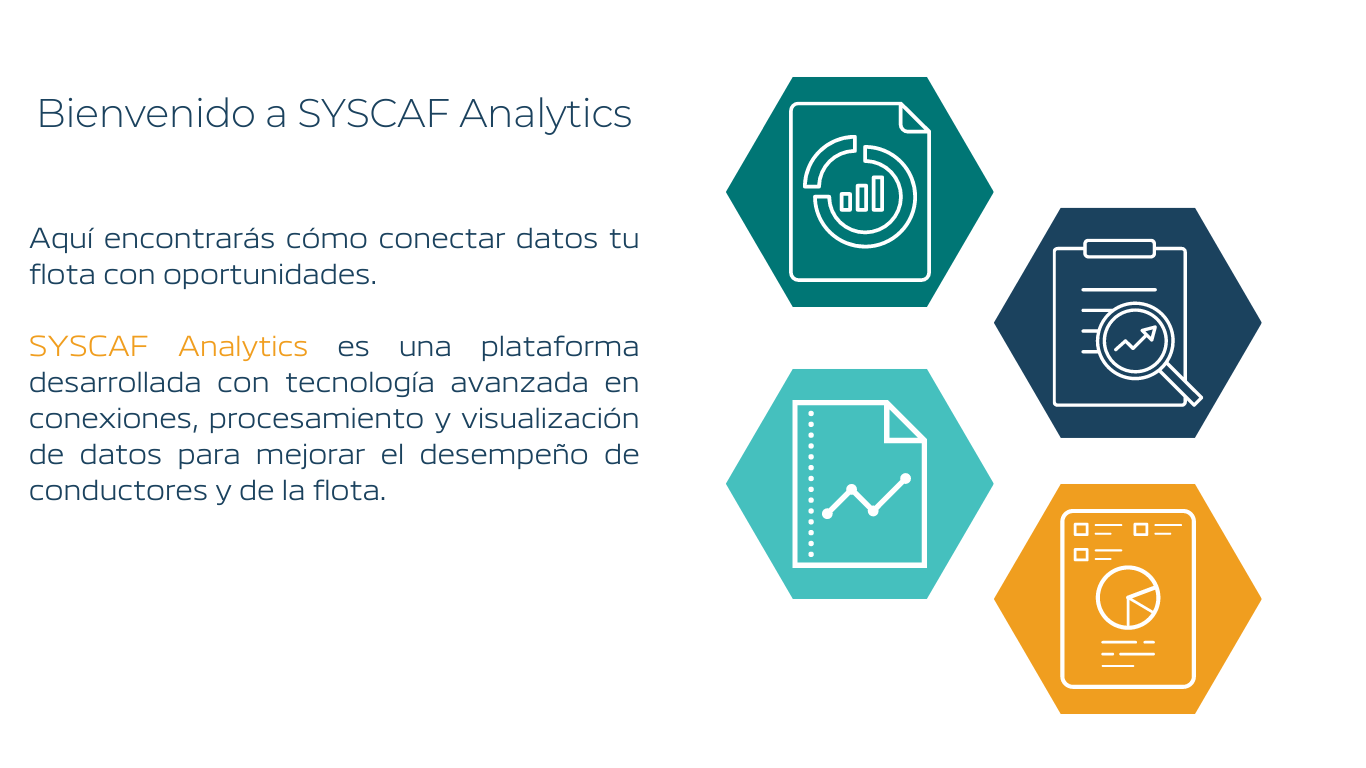 Bienvenido a SYSCAF Analytics
Aquí encontrarás cómo conectar datos tu
flota con oportunidades.
SYSCAF Analytics es una plataforma
desarrollada con tecnología avanzada en
conexiones, procesamiento y visualización
de datos para mejorar el desempeño de
conductores y de la flota.